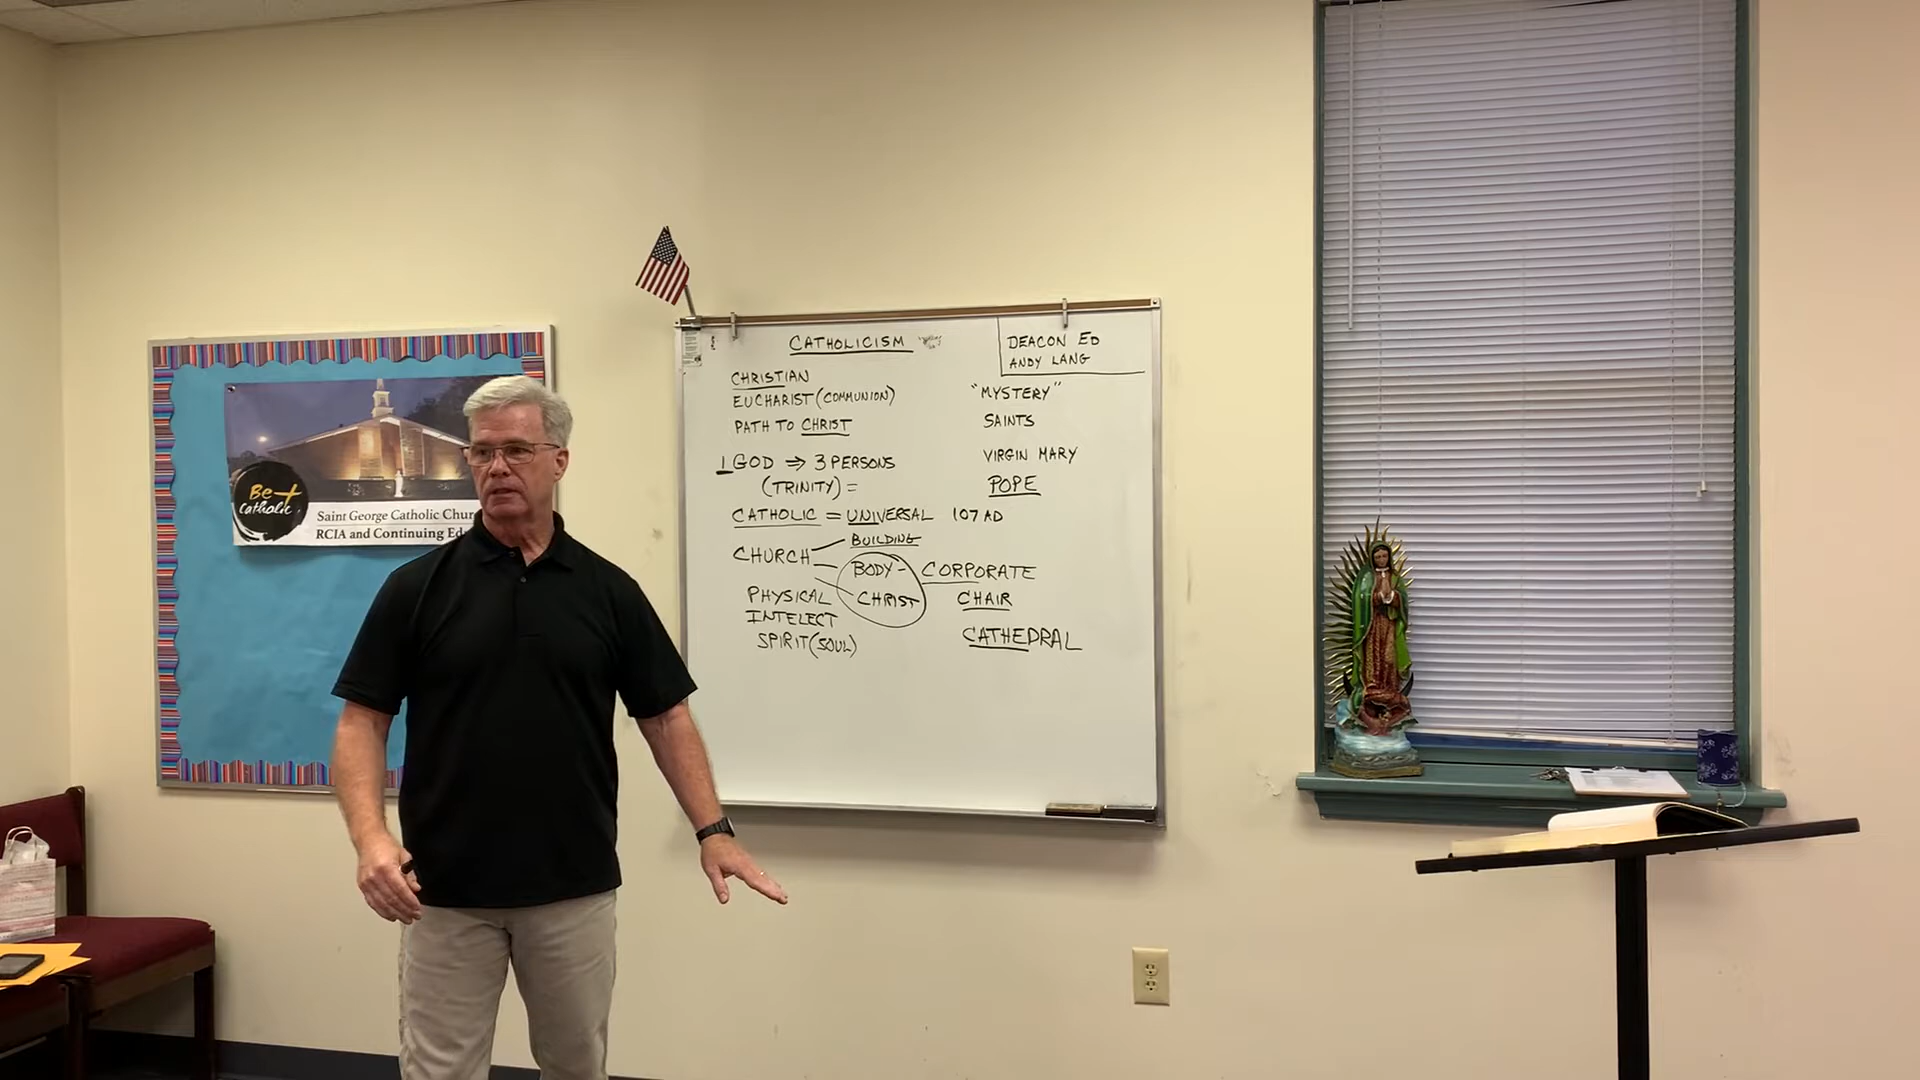 Be
Catholic
Saint George Catholic
RCIA and Continuing
CATHOLICISM
DEACON ED
ANDY LANG
CHRISTIAN
EUCHARIST (COMMUNION)
PATH TO CHRIST
"MYSTERY"
SAINTS
1 GOD ⇒ 3 PERSONS
(TRINITY) =
VIRGIN MARY
POPE
CATHOLIC = UNIVERSAL 107 AD
CHURCH
BUILDING
BODY - CORPORATE
CHRIST
CHAIR
CATHEDRAL
PHYSICAL
INTELECT
SPIRIT (SOUL)